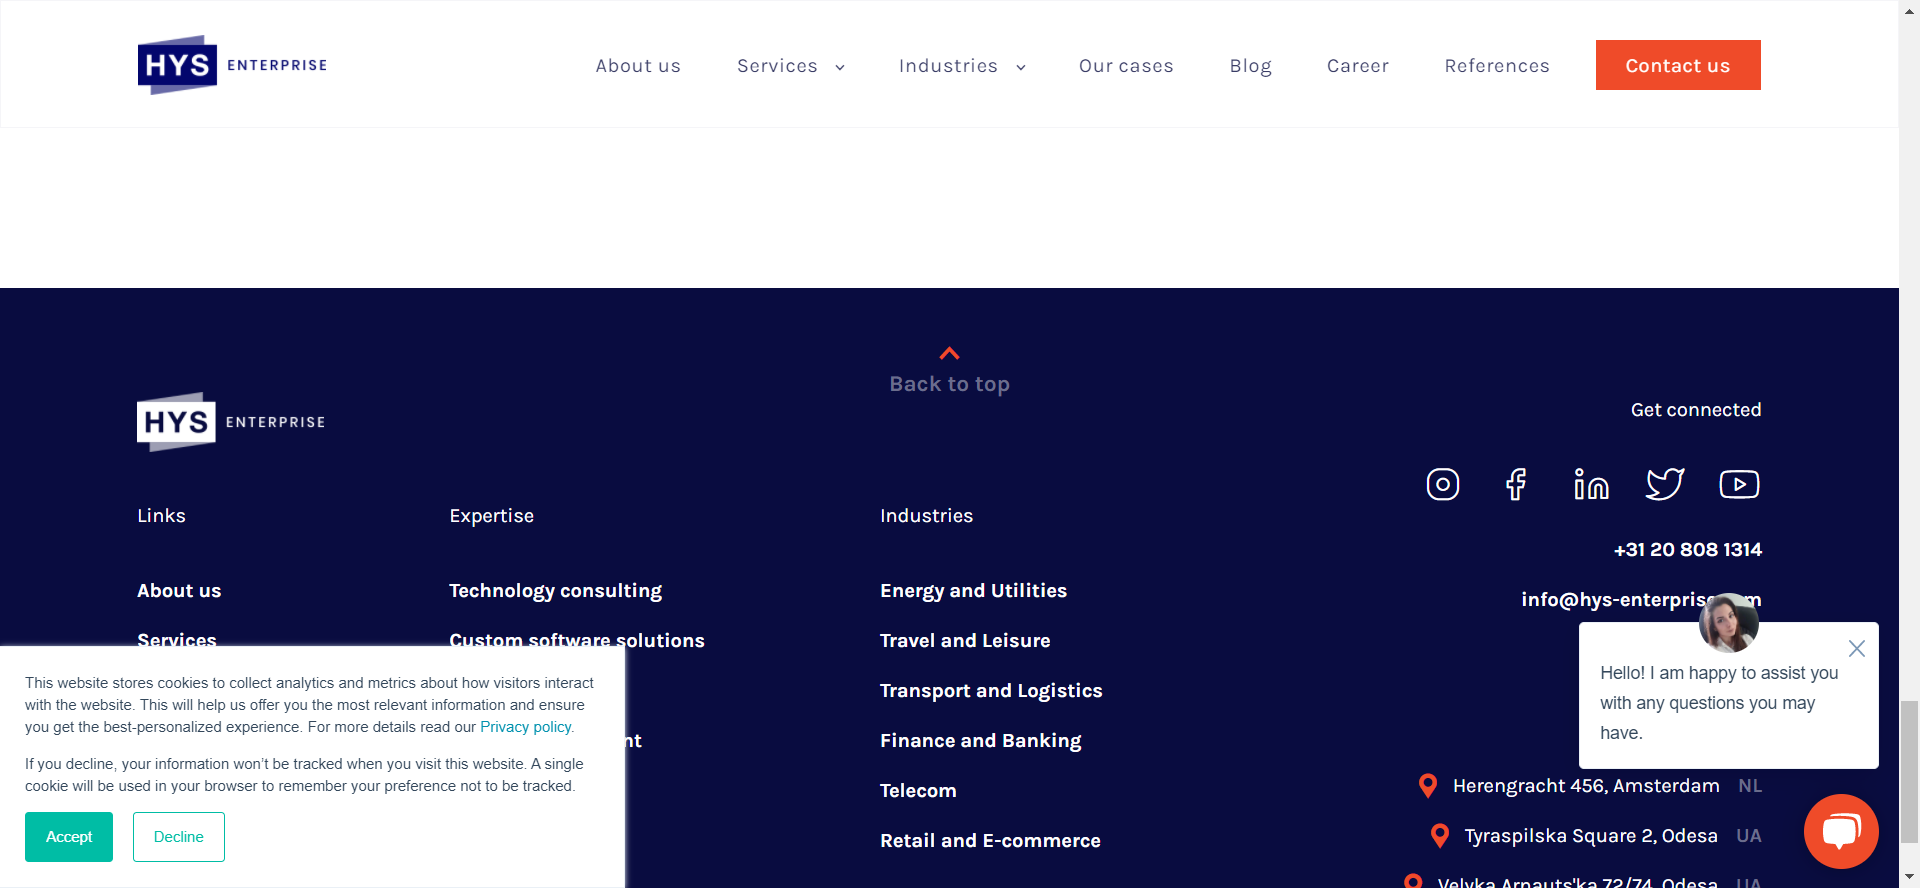 HYS ENTERPRISE
About us
Services
Industries
Our cases
Blog
Career
References
Contact us
Back to top
HYS ENTERPRISE
Get connected
Links
About us
Services
Expertise
Technology consulting
Custom software solutions
nt
Industries
Energy and Utilities
Travel and Leisure
Transport and Logistics
Finance and Banking
Telecom
Retail and E-commerce
+31 20 808 1314
info@hys-enterpris m
Hello! I am happy to assist you
with any questions you may
have.
Herengracht 456, Amsterdam NL
Tyraspilska Square 2, Odesa UA
Velyka Arnauts'ka 72/74, Odesa UA
This website stores cookies to collect analytics and metrics about how visitors interact
with the website. This will help us offer you the most relevant information and ensure
you get the best-personalized experience. For more details read our Privacy policy.
If you decline, your information won't be tracked when you visit this website. A single
cookie will be used in your browser to remember your preference not to be tracked.
Accept
Decline